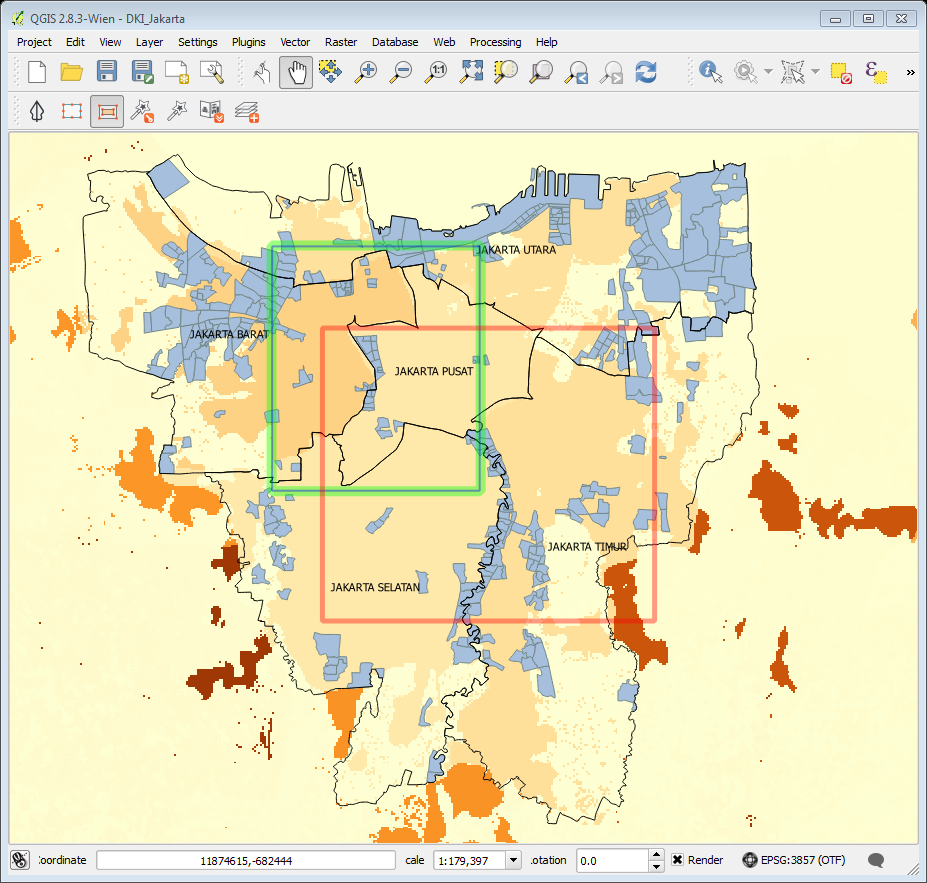 QGIS 2.8.3-Wien - DKI_Jakarta
Project Edit View Layer Settings Plugins Vector Raster Database Web Processing Help
1:1
ε
»
JAKARTA UTARA
JAKARTA BARAT
JAKARTA PUSAT
JAKARTA TIMUR
JAKARTA SELATAN
:oordinate 11874615,-682444 cale 1:179,397 .otation 0.0 Render EPSG:3857 (OTF)